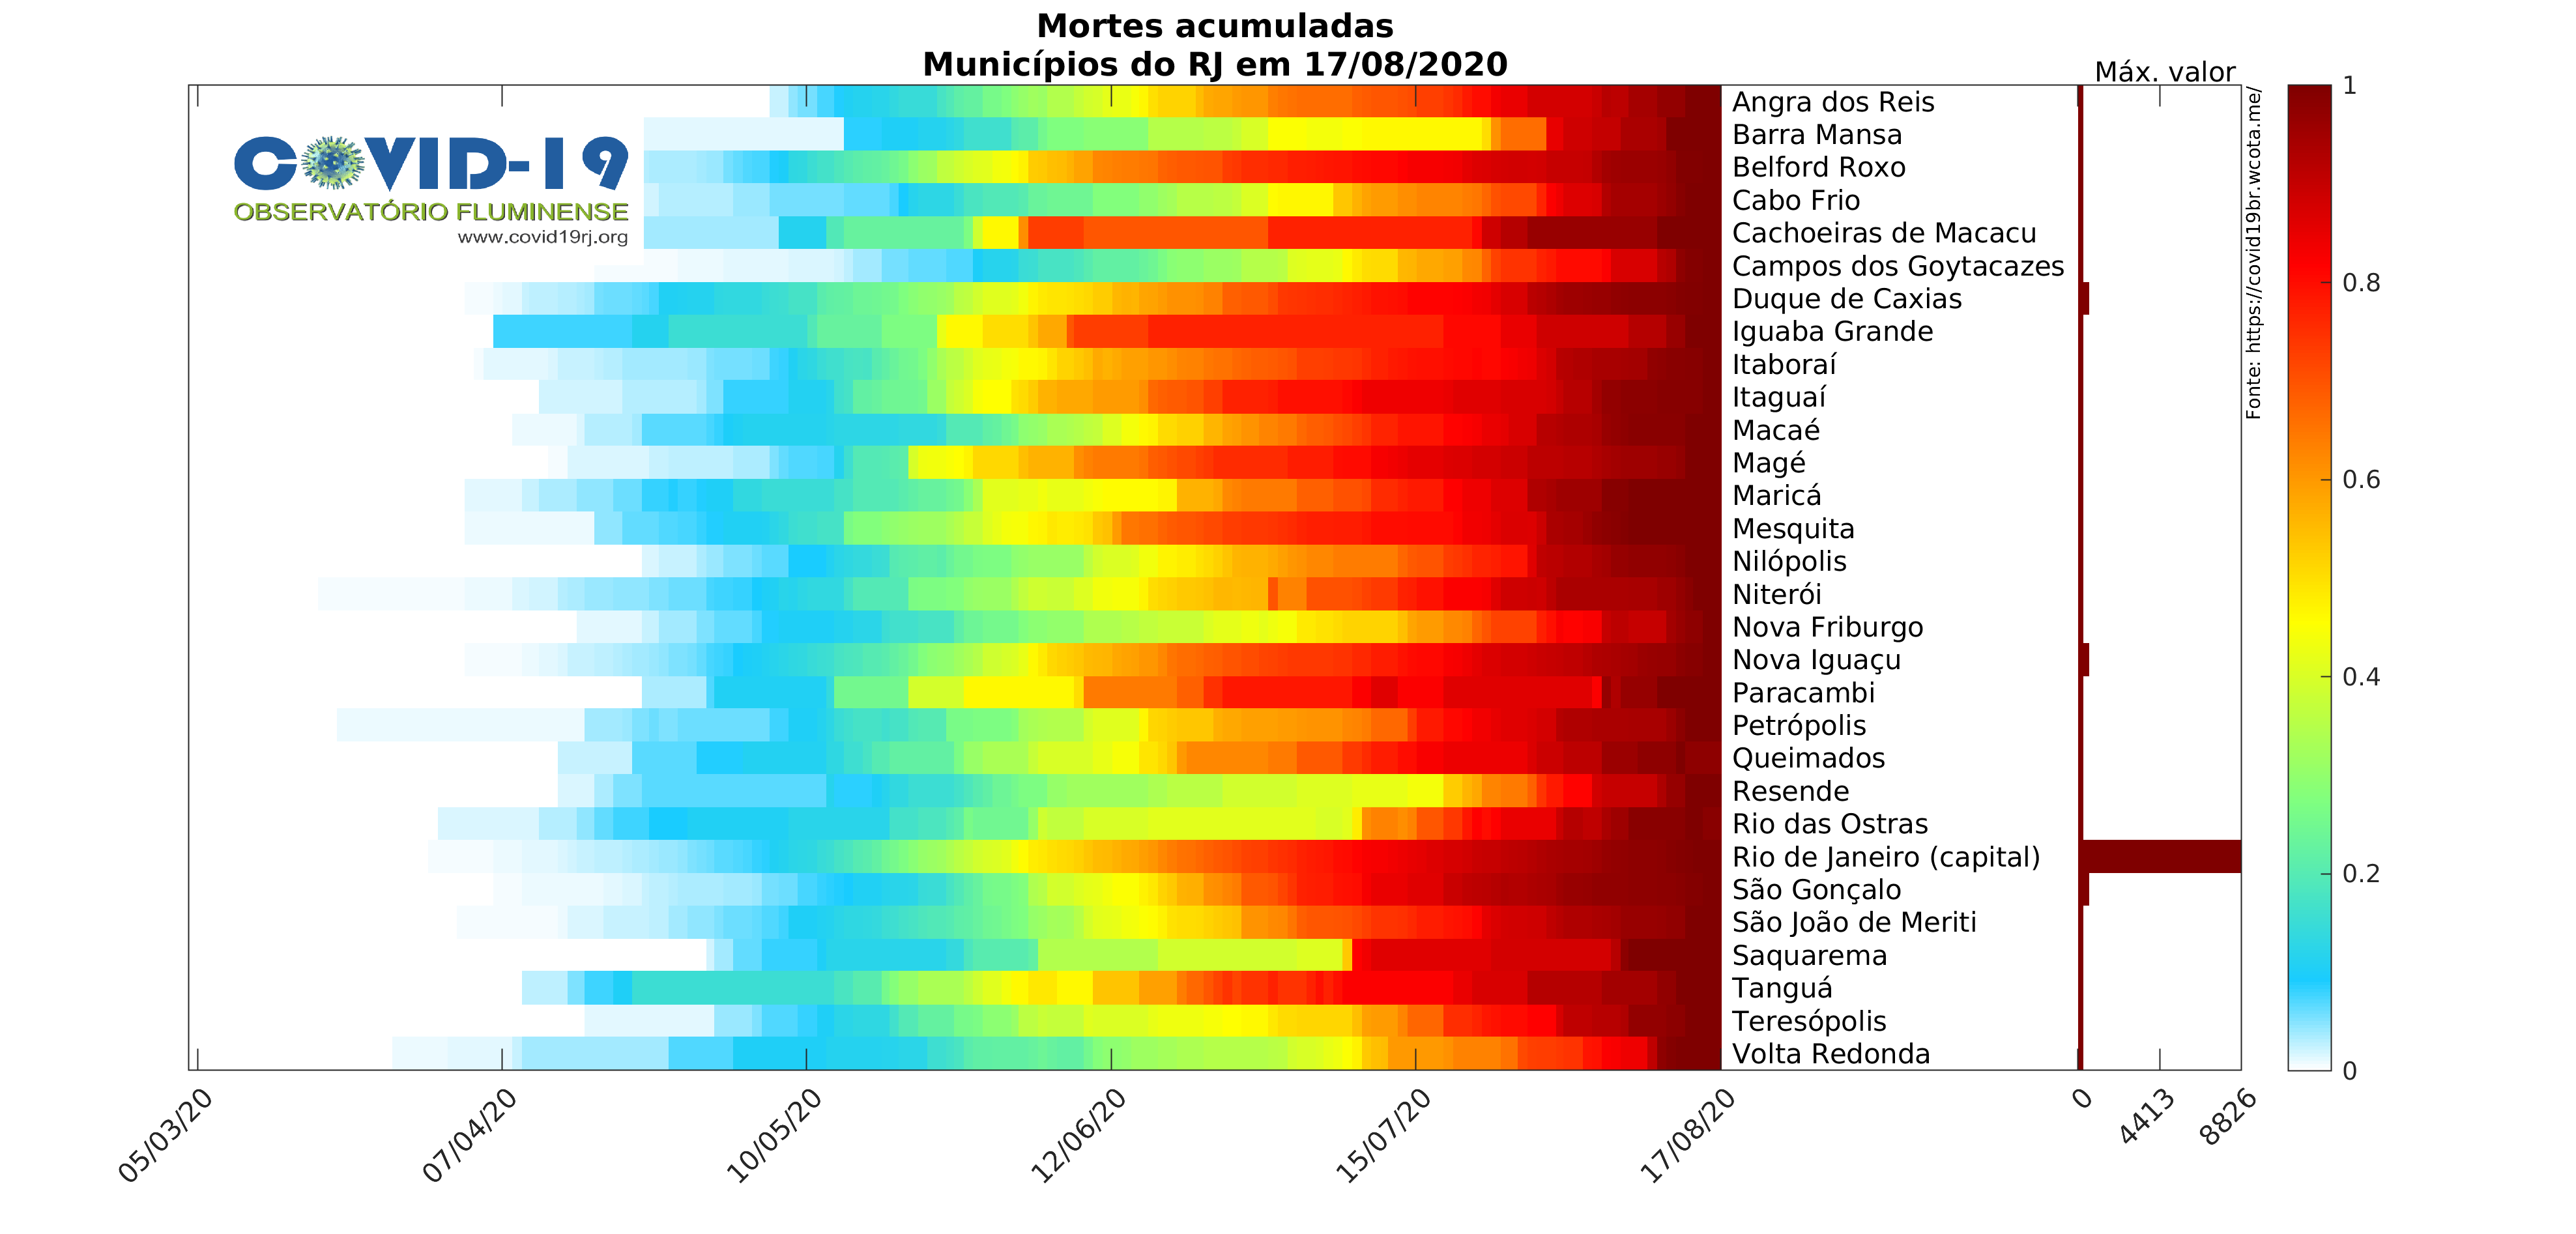 Mortes acumuladas
Municípios do RJ em 17/08/2020
Máx. valor
COVID-19
OBSERVATÓRIO FLUMINENSE
www.covid19rj.org
Angra dos Reis
Barra Mansa
Belford Roxo
Cabo Frio
Cachoeiras de Macacu
Campos dos Goytacazes
Duque de Caxias
Iguaba Grande
Itaboraí
Itaguaí
Macaé
Magé
Maricá
Mesquita
Nilópolis
Niterói
Nova Friburgo
Nova Iguaçu
Paracambi
Petrópolis
Queimados
Resende
Rio das Ostras
Rio de Janeiro (capital)
São Gonçalo
São João de Meriti
Saquarema
Tanguá
Teresópolis
Volta Redonda
Fonte: https://covid19br.wcota.me/
1
0.8
0.6
0.4
0.2
0
05/03/20
07/04/20
10/05/20
12/06/20
15/07/20
17/08/20
0
4413
8826